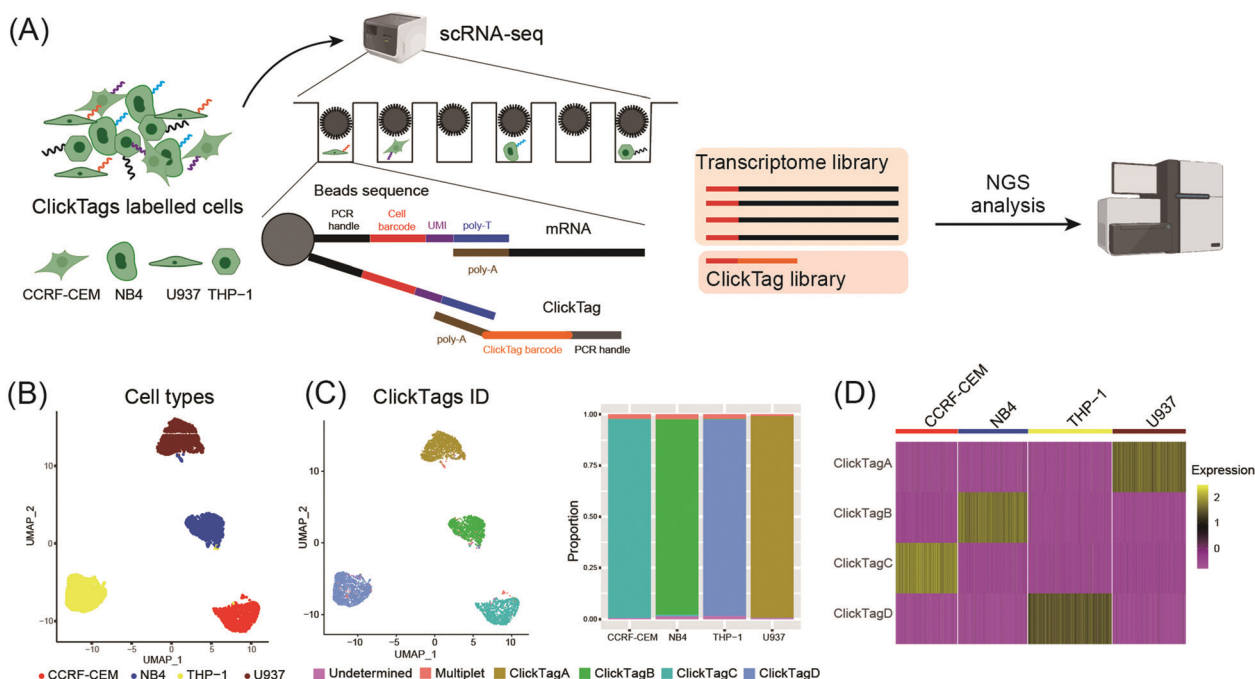 (A)
scRNA-seq
ClickTags labelled cells
CCRF-CEM NB4 U937 THP-1
Beads sequence
PCR handle
Cell barcode
UMI
poly-T
mRNA
poly-A
ClickTag
poly-A
ClickTag barcode
PCR handle
Transcriptome library
ClickTag library
NGS
analysis
(B)
Cell types
UMAP_2
10
0
−10
−10 −5 0 5 10
UMAP_1
CCRF-CEM NB4 THP-1 U937
(C)
ClickTags ID
UMAP_2
10
0
−10
−10 −5 0 5 10
UMAP_1
Proportion
1.00
0.75
0.50
0.25
0.00
CCRF-CEM NB4 THP-1 U937
Undetermined Multiplet ClickTagA ClickTagB ClickTagC ClickTagD
(D)
CCRF-CEM NB4 THP-1 U937
ClickTagA
ClickTagB
ClickTagC
ClickTagD
Expression
2
1
0